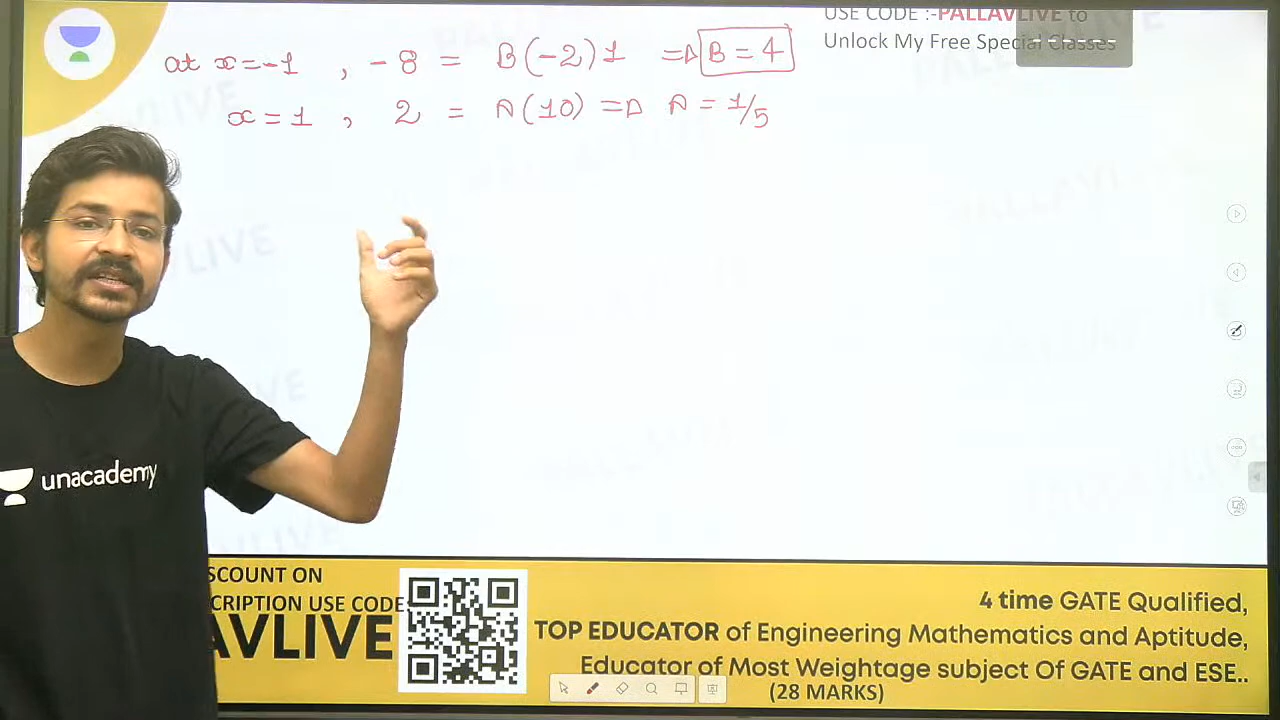 USE CODE :-PALLAVLIVE to
Unlock My Free Special Classes
at x=-1 , -8 = B(-2)1 => B = 4
x=1 , 2 = A(10) => A = 1/5
unacademy
SCOUNT ON
CRIPTION USE CODE:
AVLIVE
4 time GATE Qualified,
TOP EDUCATOR of Engineering Mathematics and Aptitude,
Educator of Most Weightage subject Of GATE and ESE..
(28 MARKS)